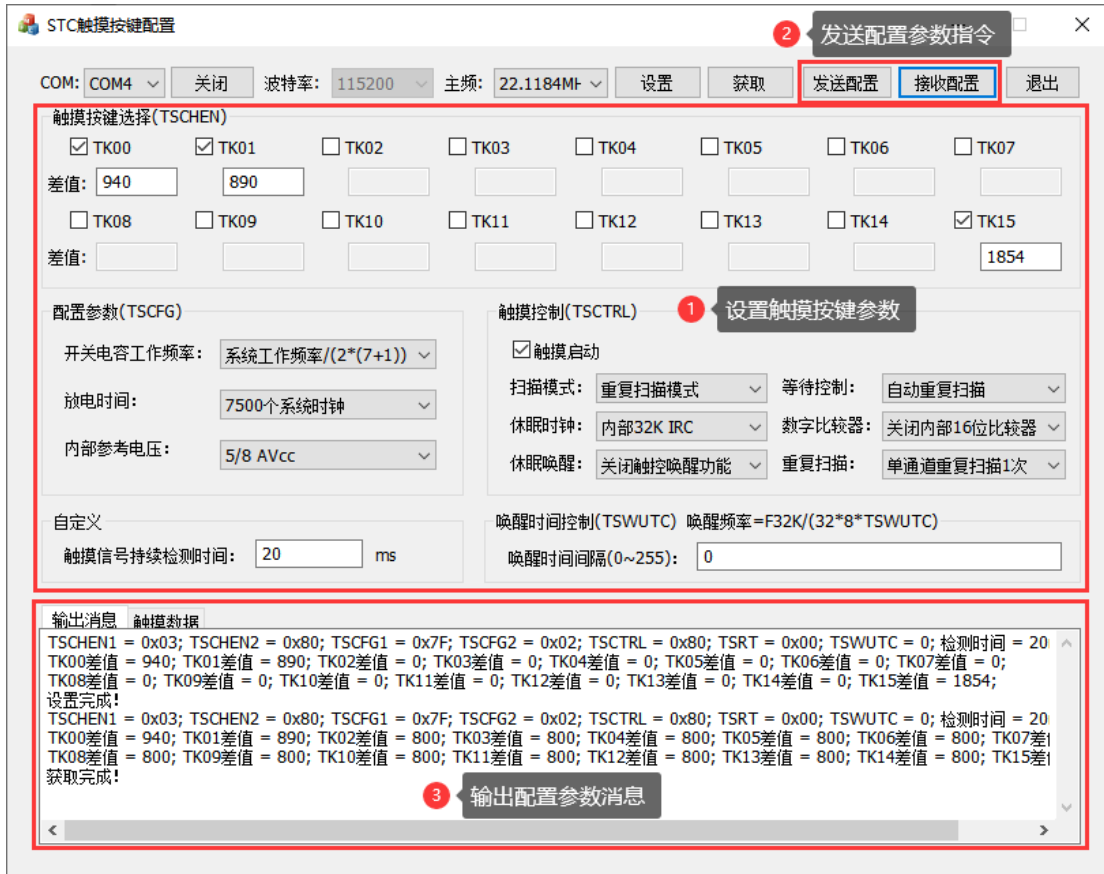 STC触摸按键配置
2 发送配置参数指令
COM: COM4 关闭 波特率: 115200 主频: 22.1184MH 设置 获取 发送配置 接收配置 退出
触摸按键选择(TSCHEN)
TK00 TK01 TK02 TK03 TK04 TK05 TK06 TK07
差值: 940 890
TK08 TK09 TK10 TK11 TK12 TK13 TK14 TK15
差值: 1854
配置参数(TSCFG)
开关电容工作频率: 系统工作频率/(2*(7+1))
放电时间: 7500个系统时钟
内部参考电压: 5/8 AVcc
触摸控制(TSCTRL)
1 设置触摸按键参数
触摸启动
扫描模式: 重复扫描模式 等待控制: 自动重复扫描
休眠时钟: 内部32K IRC 数字比较器: 关闭内部16位比较器
休眠唤醒: 关闭触控唤醒功能 重复扫描: 单通道重复扫描1次
自定义
触摸信号持续检测时间: 20 ms
唤醒时间控制(TSWUTC) 唤醒频率=F32K/(32*8*TSWUTC)
唤醒时间间隔(0~255): 0
输出消息 触摸数据
TSCHEN1 = 0x03; TSCHEN2 = 0x80; TSCFG1 = 0x7F; TSCFG2 = 0x02; TSCTRL = 0x80; TSRT = 0x00; TSWUTC = 0; 检测时间 = 20
TK00差值 = 940; TK01差值 = 890; TK02差值 = 0; TK03差值 = 0; TK04差值 = 0; TK05差值 = 0; TK06差值 = 0; TK07差值 = 0;
TK08差值 = 0; TK09差值 = 0; TK10差值 = 0; TK11差值 = 0; TK12差值 = 0; TK13差值 = 0; TK14差值 = 0; TK15差值 = 1854;
设置完成!
TSCHEN1 = 0x03; TSCHEN2 = 0x80; TSCFG1 = 0x7F; TSCFG2 = 0x02; TSCTRL = 0x80; TSRT = 0x00; TSWUTC = 0; 检测时间 = 20
TK00差值 = 940; TK01差值 = 890; TK02差值 = 800; TK03差值 = 800; TK04差值 = 800; TK05差值 = 800; TK06差值 = 800; TK07差
TK08差值 = 800; TK09差值 = 800; TK10差值 = 800; TK11差值 = 800; TK12差值 = 800; TK13差值 = 800; TK14差值 = 800; TK15差
获取完成!
3 输出配置参数消息